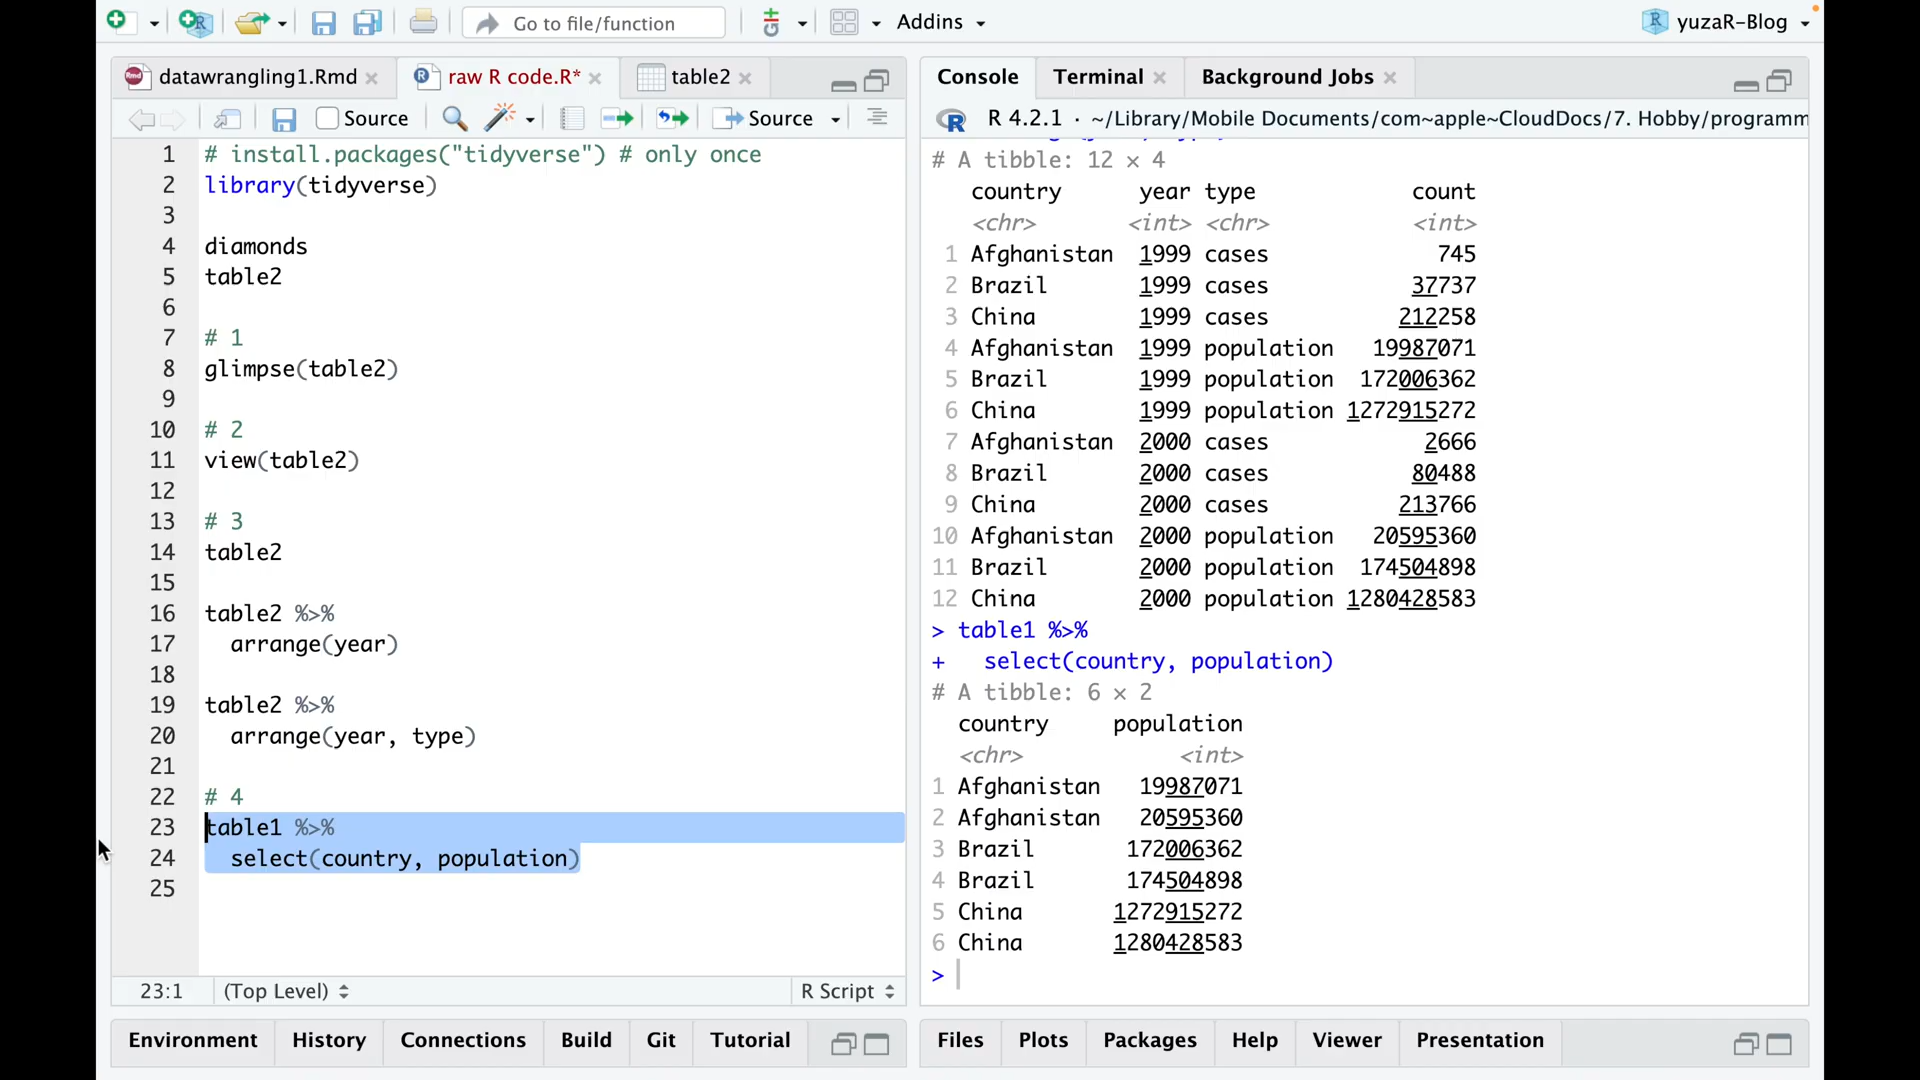 Go to file/function
Addins
yuzaR-Blog
datawrangling1.Rmd
raw R code.R*
table2
Source
Source
1 # install.packages("tidyverse") # only once
2 library(tidyverse)
3
4 diamonds
5 table2
6
7 # 1
8 glimpse(table2)
9
10 # 2
11 view(table2)
12
13 # 3
14 table2
15
16 table2 %>%
17   arrange(year)
18
19 table2 %>%
20   arrange(year, type)
21
22 # 4
23 table1 %>%
24   select(country, population)
25
23:1
(Top Level)
R Script
Environment
History
Connections
Build
Git
Tutorial
Console
Terminal
Background Jobs
R 4.2.1 · ~/Library/Mobile Documents/com~apple~CloudDocs/7. Hobby/programm
# A tibble: 12 × 4
country year type count
<chr> <int> <chr> <int>
1 Afghanistan 1999 cases 745
2 Brazil 1999 cases 37737
3 China 1999 cases 212258
4 Afghanistan 1999 population 19987071
5 Brazil 1999 population 172006362
6 China 1999 population 1272915272
7 Afghanistan 2000 cases 2666
8 Brazil 2000 cases 80488
9 China 2000 cases 213766
10 Afghanistan 2000 population 20595360
11 Brazil 2000 population 174504898
12 China 2000 population 1280428583
> table1 %>%
+   select(country, population)
# A tibble: 6 × 2
country population
<chr> <int>
1 Afghanistan 19987071
2 Afghanistan 20595360
3 Brazil 172006362
4 Brazil 174504898
5 China 1272915272
6 China 1280428583
>
Files
Plots
Packages
Help
Viewer
Presentation